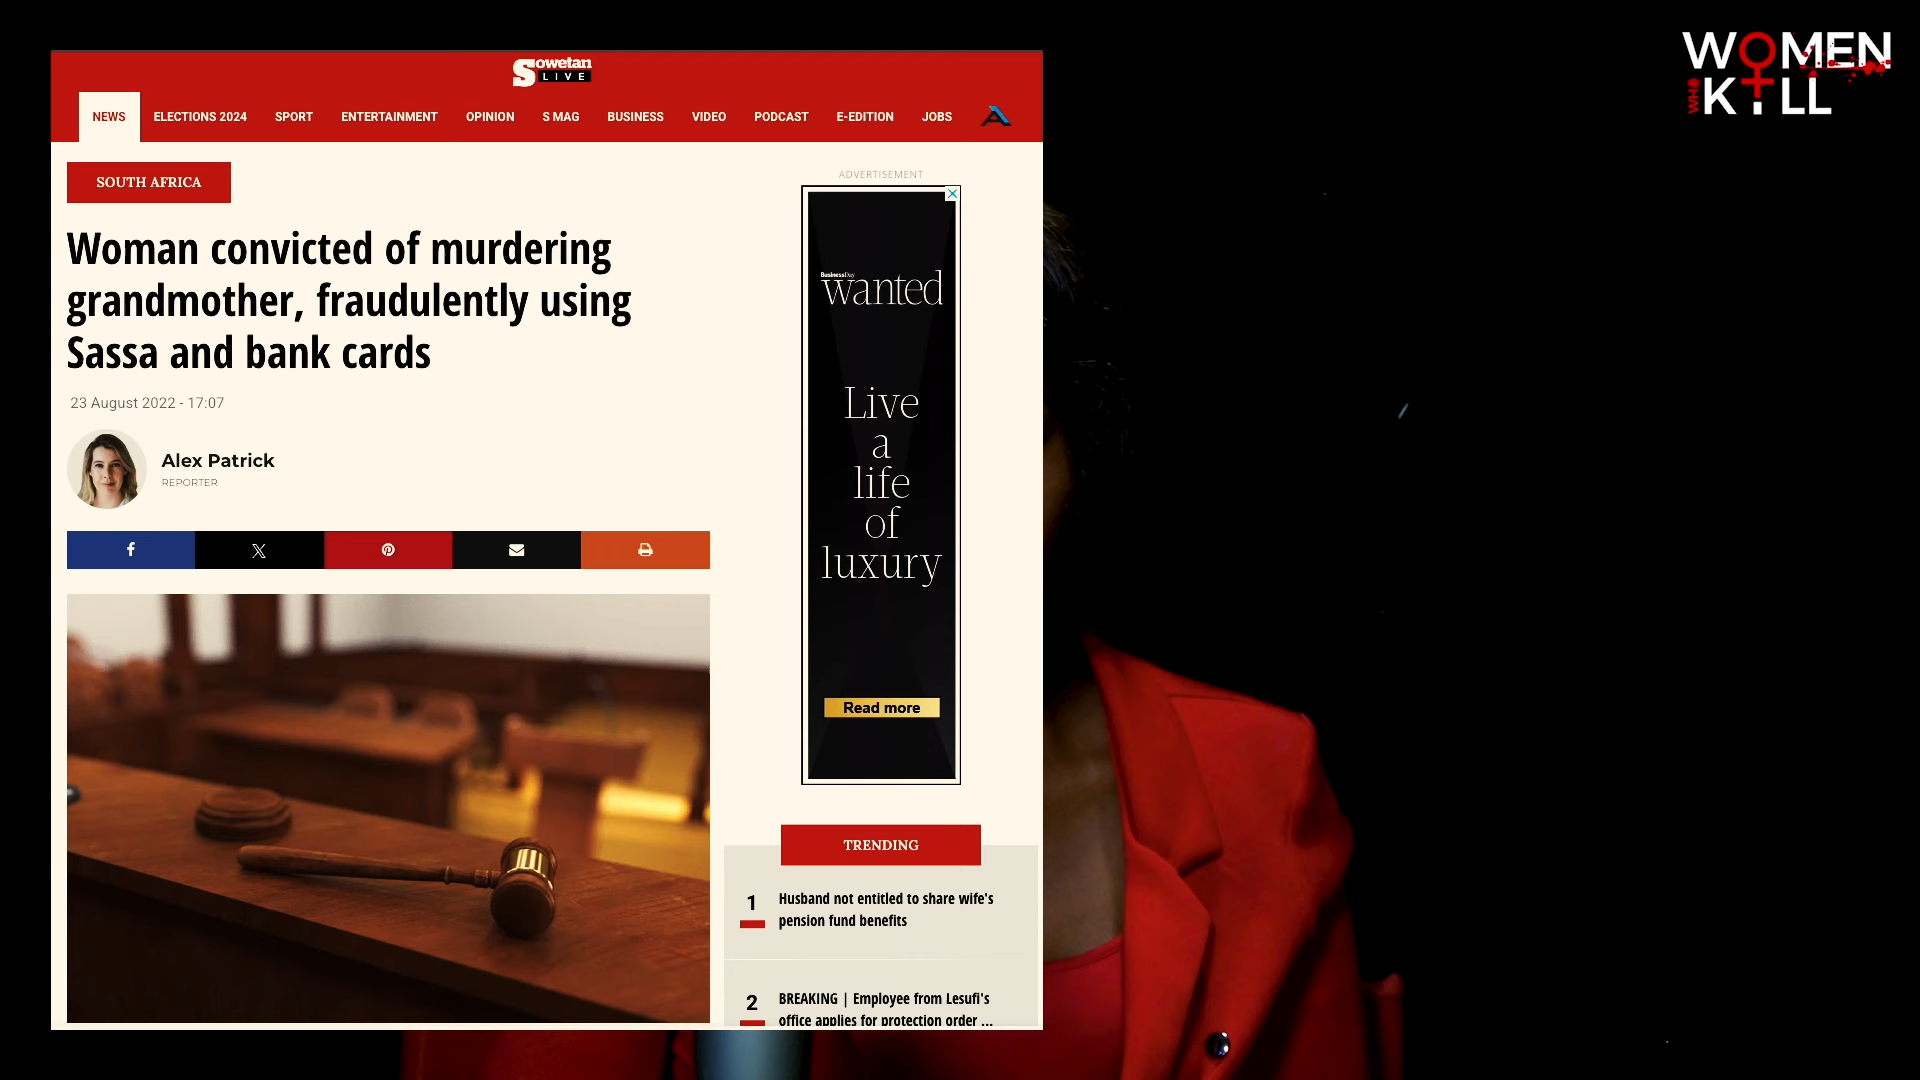 Sowetan
LIVE
NEWS ELECTIONS 2024 SPORT ENTERTAINMENT OPINION S MAG BUSINESS VIDEO PODCAST E-EDITION JOBS
SOUTH AFRICA
Woman convicted of murdering
grandmother, fraudulently using
Sassa and bank cards
23 August 2022 - 17:07
Alex Patrick
REPORTER
ADVERTISEMENT
BusinessDay
wanted
Live
a
life
of
luxury
Read more
TRENDING
1
Husband not entitled to share wife's
pension fund benefits
2
BREAKING | Employee from Lesufi's
office applies for protection order ...
WOMEN
WHO KILL